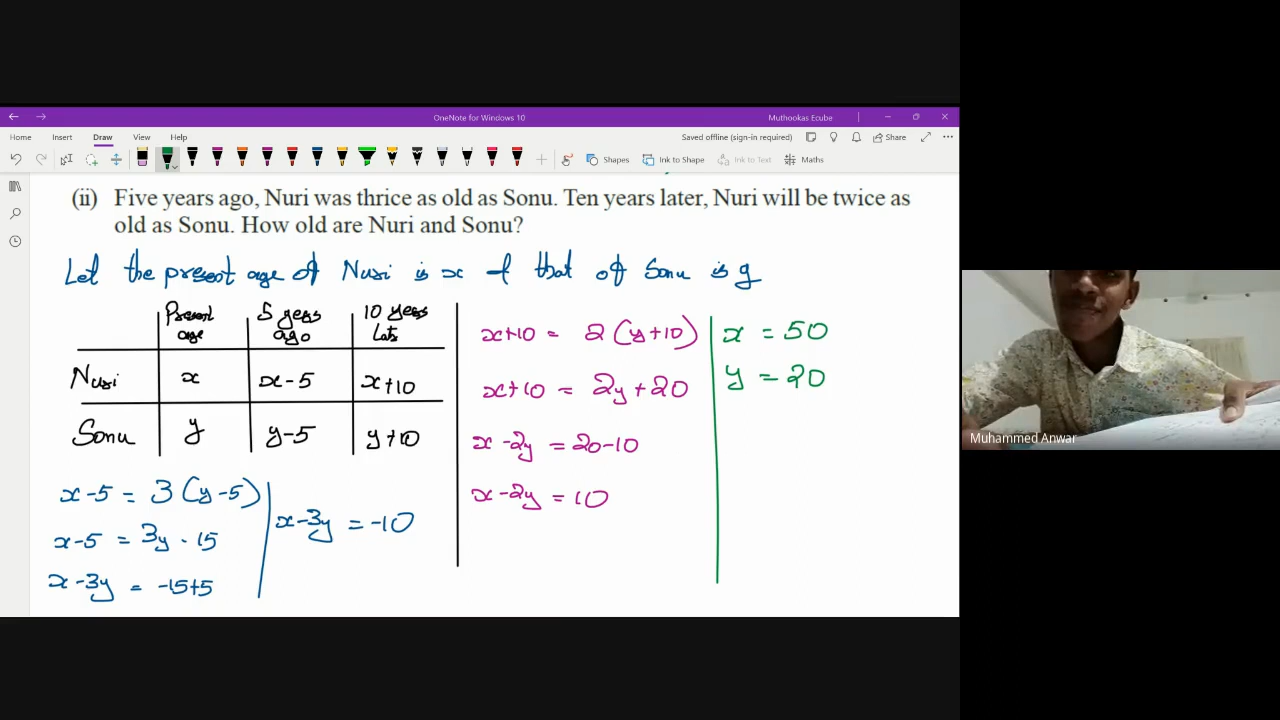 OneNote for Windows 10
Muthookas Ecube
Home Insert Draw View Help
Saved offline (sign-in required)
Share
Shapes
Ink to Shape
Ink to Text
Maths
(ii) Five years ago, Nuri was thrice as old as Sonu. Ten years later, Nuri will be twice as
old as Sonu. How old are Nuri and Sonu?
Let the present age of Nuri is x & that of Sonu is y
Present age
5 years ago
10 years Late
Nuri x x-5 x+10
Sonu y y-5 y+10
x-5 = 3(y-5)
x-5 = 3y-15
x-3y = -15+5
x-3y = -10
x+10 = 2(y+10)
x+10 = 2y+20
x-2y = 20-10
x-2y = 10
x = 50
y = 20
Muhammed Anwar